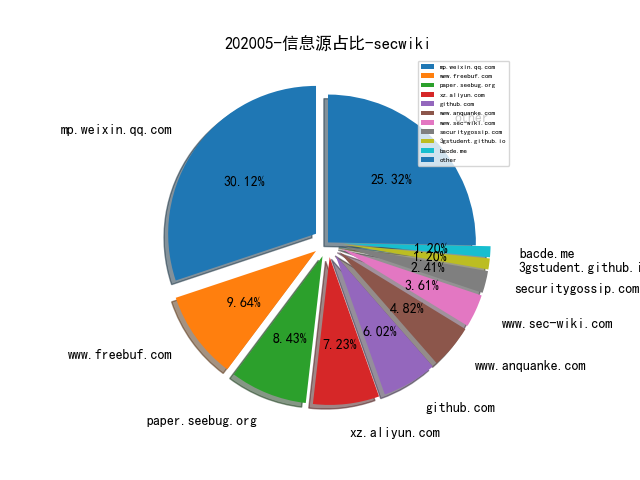 202005-信息源占比-secwiki
mp.weixin.qq.com
www.freebuf.com
paper.seebug.org
xz.aliyun.com
github.com
www.anquanke.com
www.sec-wiki.com
securitygossip.com
3gstudent.github.io
bacde.me
other
other
mp.weixin.qq.com
30.12%
25.32%
1.20%
1.20%
2.41%
3.61%
4.82%
6.02%
7.23%
8.43%
9.64%
bacde.me
3gstudent.github.i
securitygossip.com
www.sec-wiki.com
www.anquanke.com
github.com
xz.aliyun.com
paper.seebug.org
www.freebuf.com